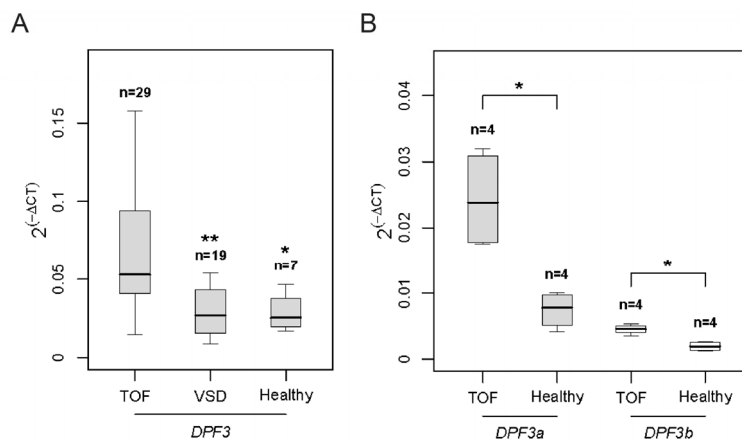 A
2^(-ΔCT)
0.15
0.1
0.05
0
n=29
**
n=19
*
n=7
TOF VSD Healthy
DPF3
B
2^(-ΔCT)
0.04
0.03
0.02
0.01
0
*
n=4
n=4
*
n=4
n=4
TOF Healthy TOF Healthy
DPF3a DPF3b